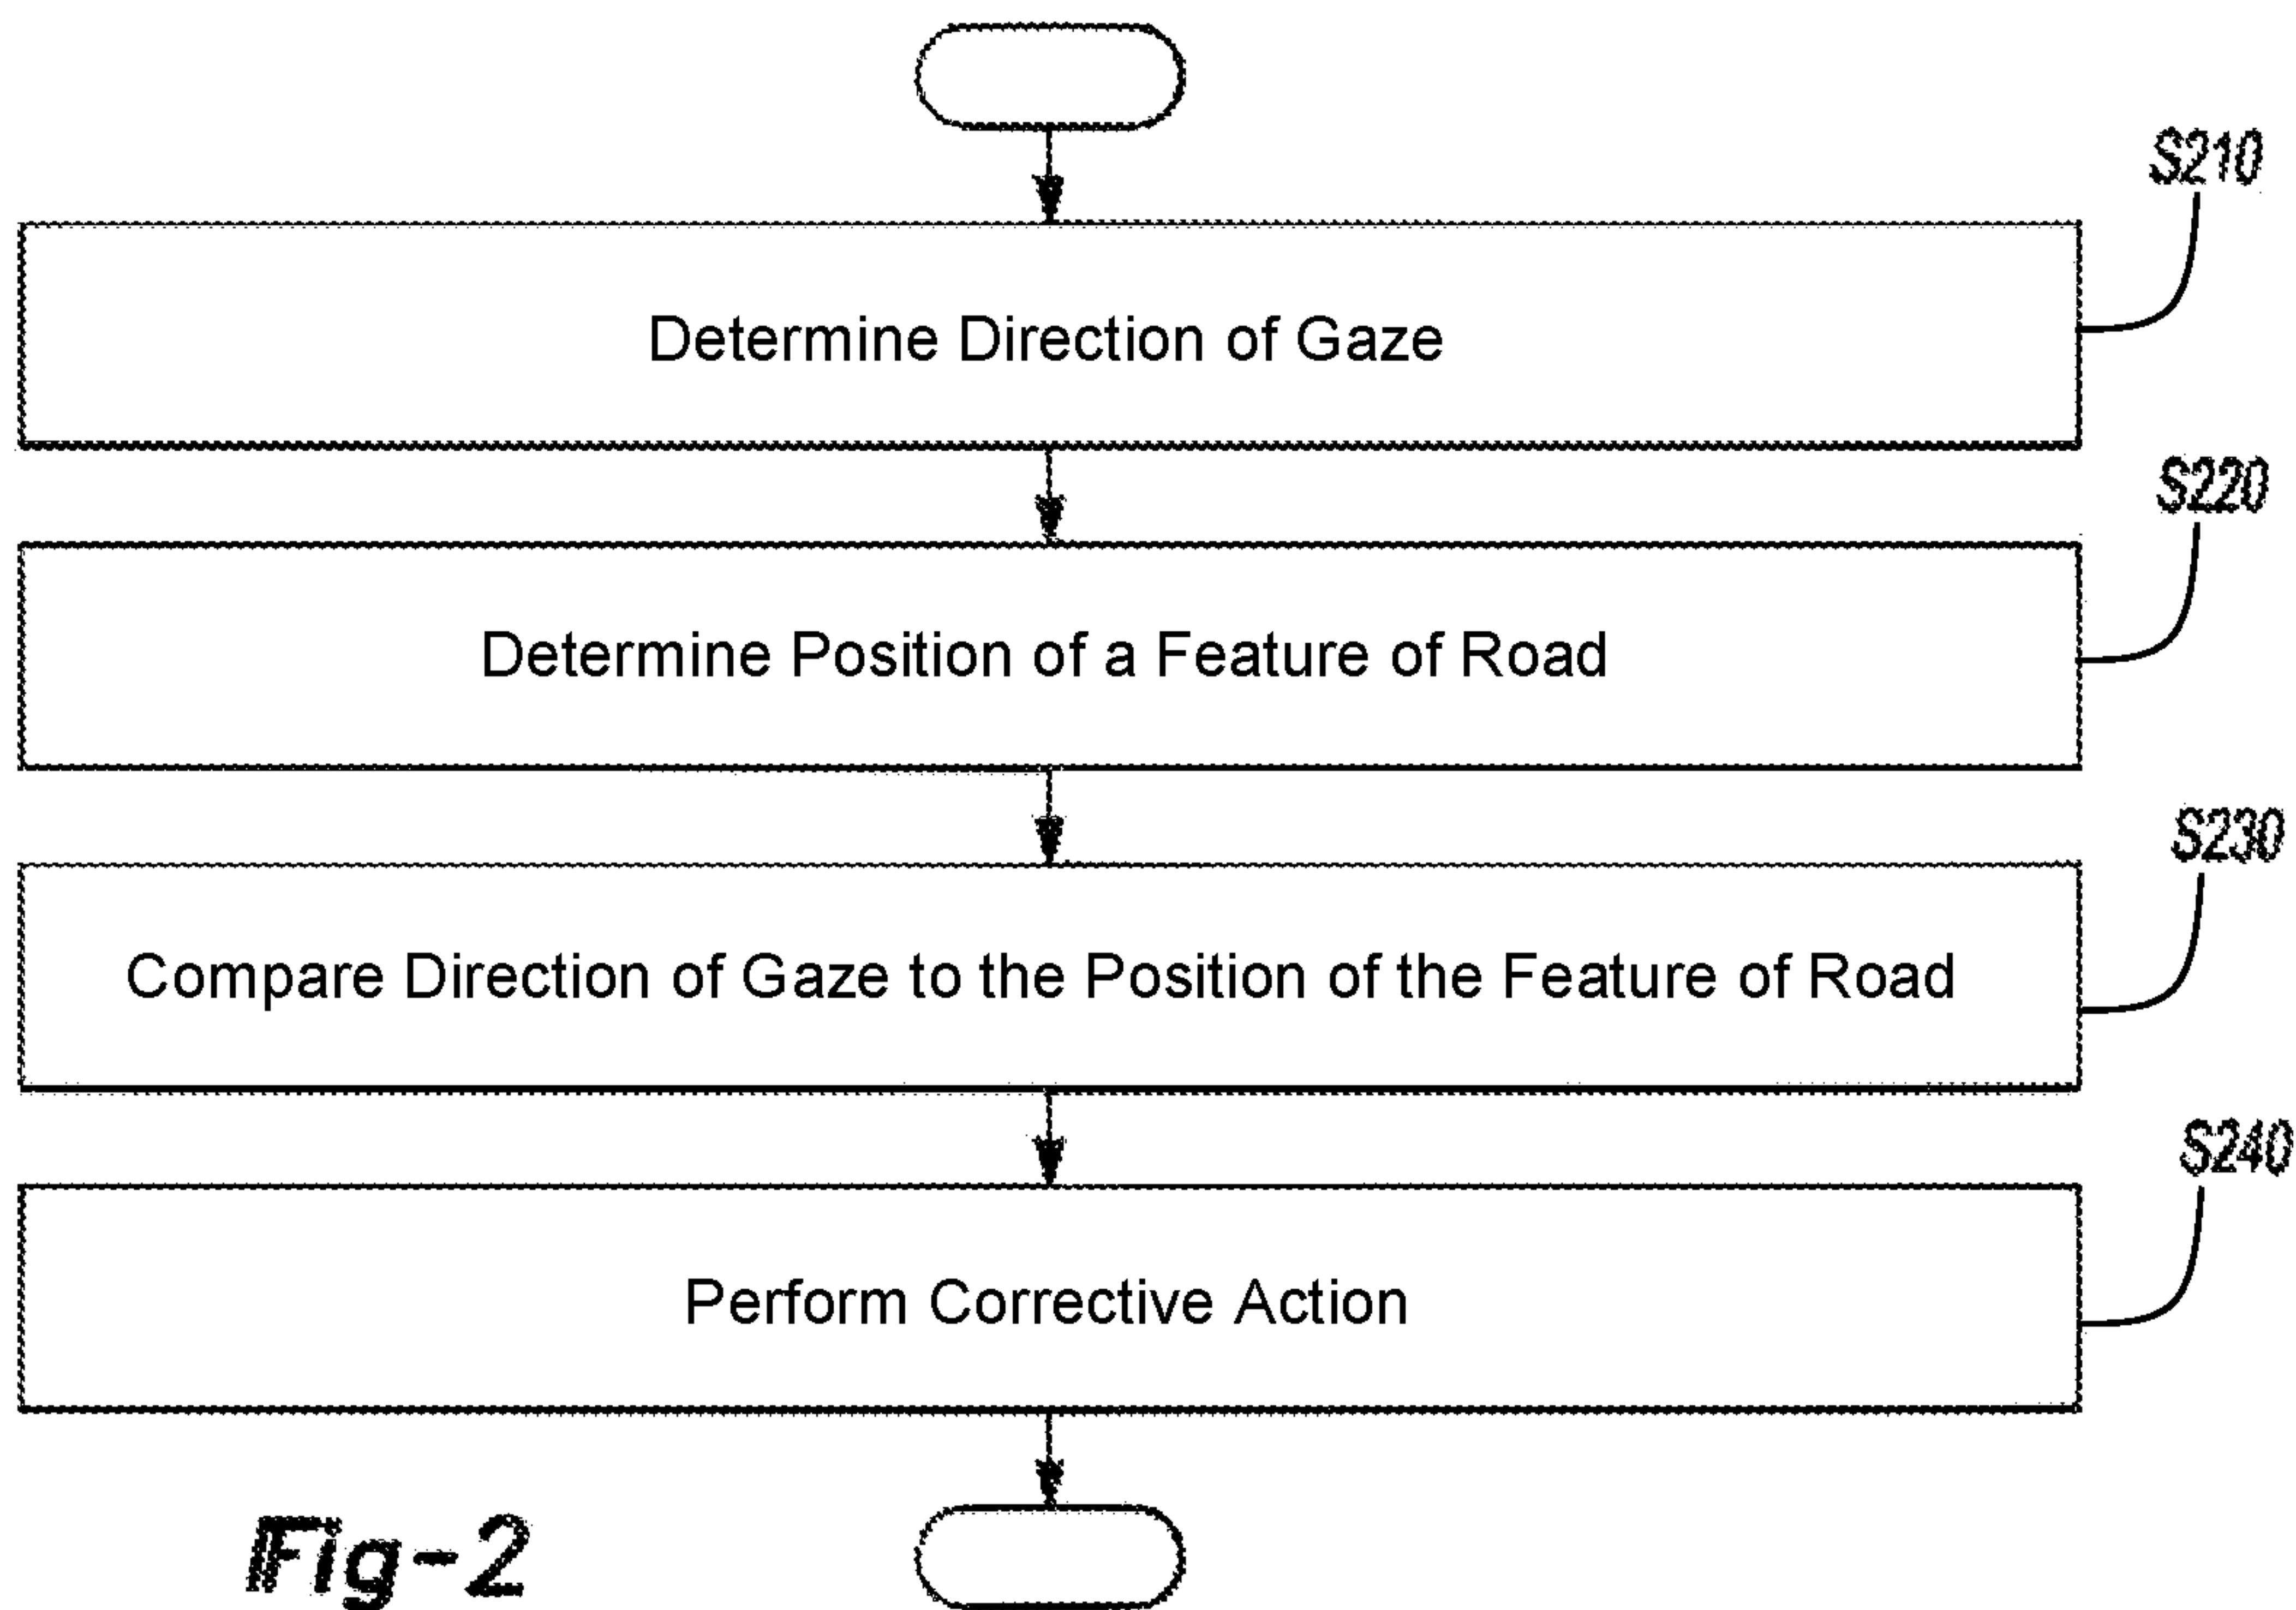 S210
Determine Direction of Gaze
S220
Determine Position of a Feature of Road
S230
Compare Direction of Gaze to the Position of the Feature of Road
S240
Perform Corrective Action
Fig-2